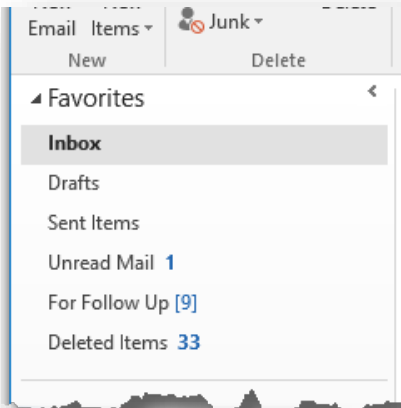 Email Items
Junk
New Delete
Favorites
Inbox
Drafts
Sent Items
Unread Mail 1
For Follow Up [9]
Deleted Items 33